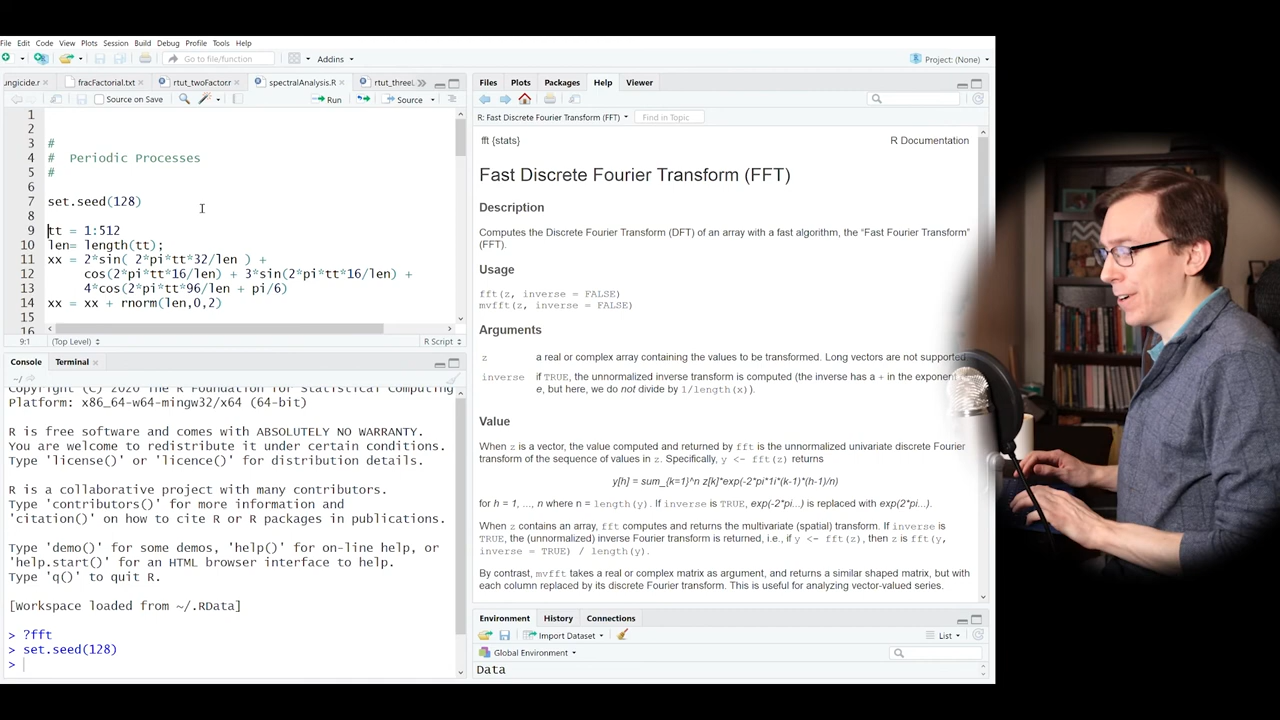 File Edit Code View Plots Session Build Debug Profile Tools Help
Go to file/function Addins Project: (None)
ungicide.r fracFactorial.txt rtut_twoFactorr spectralAnalysis.R rtut_threel
Source on Save Run Source
1
2
3 #
4 # Periodic Processes
5 #
6
7 set.seed(128)
8
9 tt = 1:512
10 len= length(tt);
11 xx = 2*sin( 2*pi*tt*32/len ) +
12 cos(2*pi*tt*16/len) + 3*sin(2*pi*tt*16/len) +
13 4*cos(2*pi*tt*96/len + pi/6)
14 xx = xx + rnorm(len,0,2)
15
16
9:1 (Top Level) R Script
Console Terminal
~/
Copyright (C) 2020 The R Foundation for Statistical Computing
Platform: x86_64-w64-mingw32/x64 (64-bit)
R is free software and comes with ABSOLUTELY NO WARRANTY.
You are welcome to redistribute it under certain conditions.
Type 'license()' or 'licence()' for distribution details.
R is a collaborative project with many contributors.
Type 'contributors()' for more information and
'citation()' on how to cite R or R packages in publications.
Type 'demo()' for some demos, 'help()' for on-line help, or
'help.start()' for an HTML browser interface to help.
Type 'q()' to quit R.
[Workspace loaded from ~/.RData]
> ?fft
> set.seed(128)
>
Files Plots Packages Help Viewer
R: Fast Discrete Fourier Transform (FFT) Find in Topic
fft {stats} R Documentation
Fast Discrete Fourier Transform (FFT)
Description
Computes the Discrete Fourier Transform (DFT) of an array with a fast algorithm, the “Fast Fourier Transform”
(FFT).
Usage
fft(z, inverse = FALSE)
mvfft(z, inverse = FALSE)
Arguments
z a real or complex array containing the values to be transformed. Long vectors are not supported.
inverse if TRUE, the unnormalized inverse transform is computed (the inverse has a + in the exponent
e, but here, we do not divide by 1/length(x)).
Value
When z is a vector, the value computed and returned by fft is the unnormalized univariate discrete Fourier
transform of the sequence of values in z. Specifically, y <- fft(z) returns
y[h] = sum_{k=1}^n z[k]*exp(-2*pi*1i*(k-1)*(h-1)/n)
for h = 1, ..., n where n = length(y). If inverse is TRUE, exp(-2*pi...) is replaced with exp(2*pi...).
When z contains an array, fft computes and returns the multivariate (spatial) transform. If inverse is
TRUE, the (unnormalized) inverse Fourier transform is returned, i.e., if y <- fft(z), then z is fft(y,
inverse = TRUE) / length(y).
By contrast, mvfft takes a real or complex matrix as argument, and returns a similar shaped matrix, but with
each column replaced by its discrete Fourier transform. This is useful for analyzing vector-valued series.
Environment History Connections
Import Dataset List
Global Environment
Data